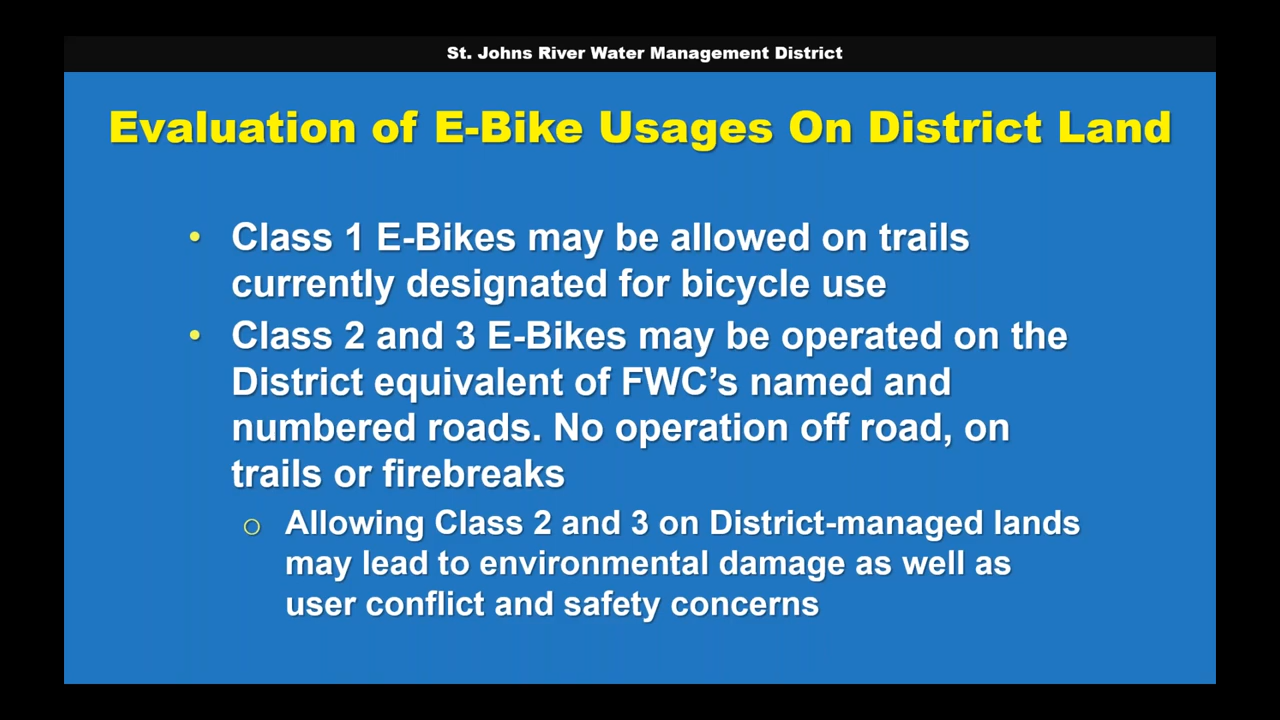 St. Johns River Water Management District
Evaluation of E-Bike Usages On District Land
• Class 1 E-Bikes may be allowed on trails
currently designated for bicycle use
• Class 2 and 3 E-Bikes may be operated on the
District equivalent of FWC’s named and
numbered roads. No operation off road, on
trails or firebreaks
o Allowing Class 2 and 3 on District-managed lands
may lead to environmental damage as well as
user conflict and safety concerns